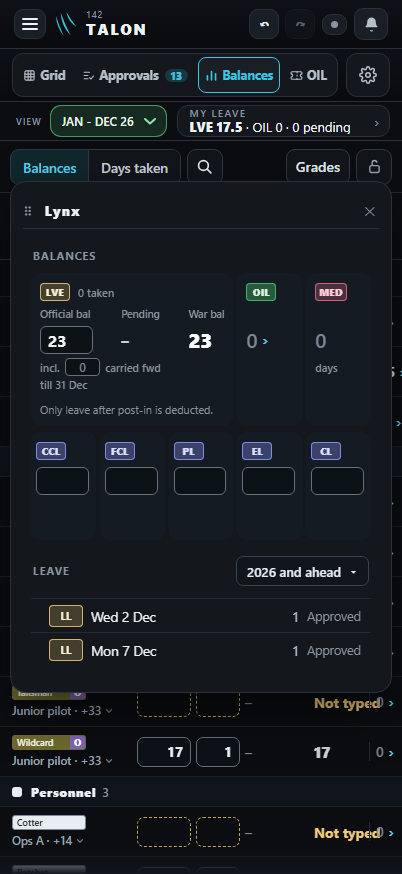 142
TALON
Grid
Approvals 13
Balances
OIL
VIEW
JAN - DEC 26
MY LEAVE
LVE 17.5 · OIL 0 · 0 pending
Balances
Days taken
Grades
Lynx
BALANCES
LVE 0 taken
OIL
MED
Official bal
Pending
War bal
23
–
23
0
0
incl. 0 carried fwd
till 31 Dec
days
Only leave after post-in is deducted.
CCL
FCL
PL
EL
CL
LEAVE
2026 and ahead
LL Wed 2 Dec 1 Approved
LL Mon 7 Dec 1 Approved
Junior pilot · +33
–
Not typed
0
Wildcard O
Junior pilot · +33
17
1
–
17
0
Personnel 3
Cotter
Ops A · +14
–
Not typed
0